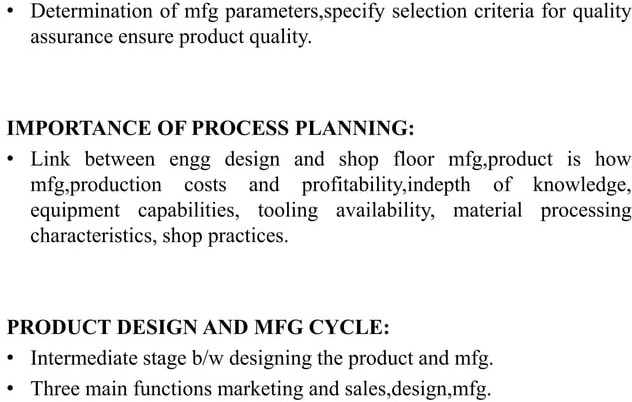 • Determination of mfg parameters,specify selection criteria for quality
assurance ensure product quality.
IMPORTANCE OF PROCESS PLANNING:
• Link between engg design and shop floor mfg,product is how
mfg,production costs and profitability,indepth of knowledge,
equipment capabilities, tooling availability, material processing
characteristics, shop practices.
PRODUCT DESIGN AND MFG CYCLE:
• Intermediate stage b/w designing the product and mfg.
• Three main functions marketing and sales,design,mfg.